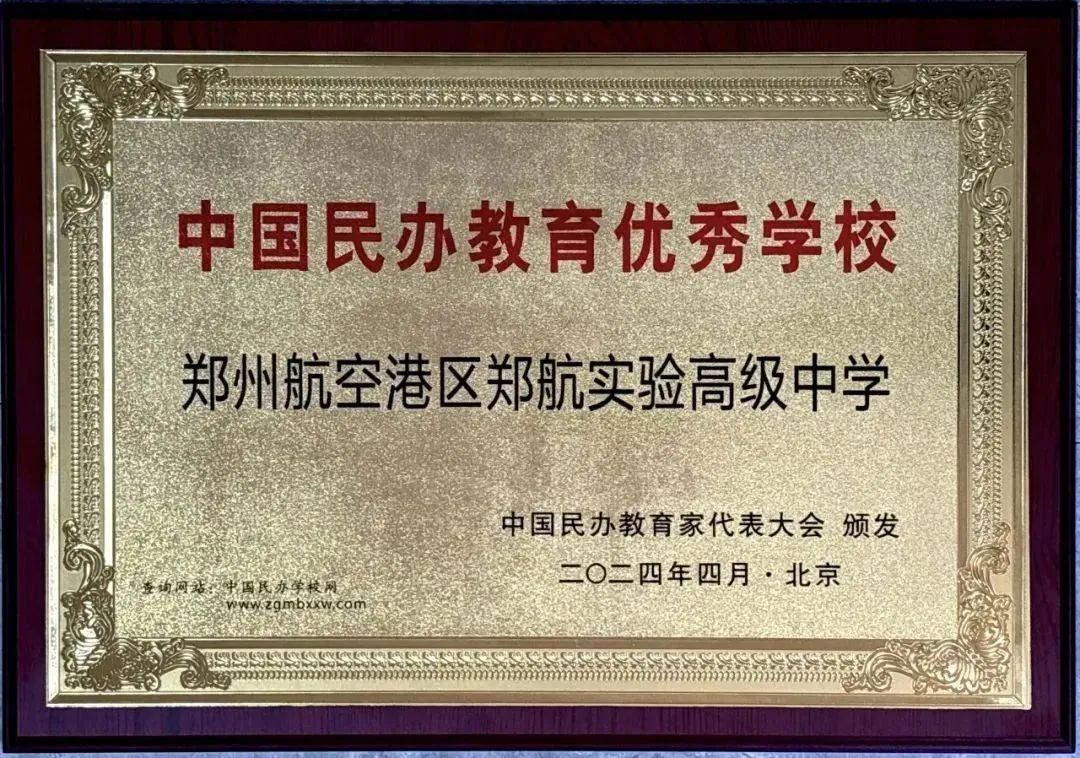 中国民办教育优秀学校
郑州航空港区郑航实验高级中学
中国民办教育家代表大会 颁发
二〇二四年四月·北京
查询网站：中国民办学校网
www.zgmbxxw.com